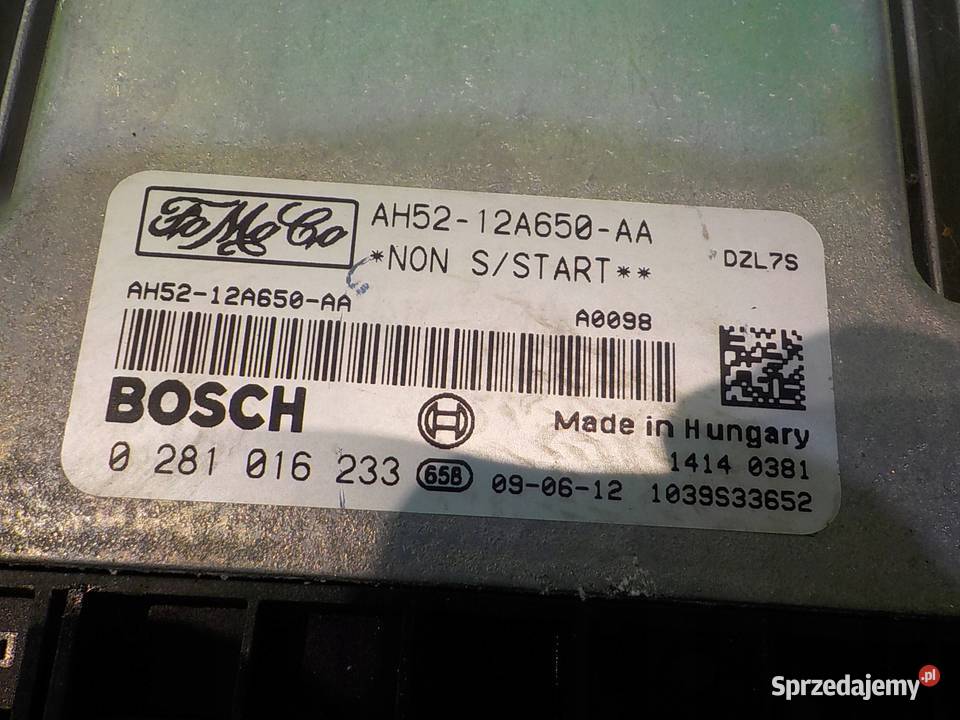 FoMoCo
AH52-12A650-AA
*NON S/START**
DZL7S
AH52-12A650-AA
A0098
BOSCH
Made in Hungary
0 281 016 233 65B 09-06-12
1414 0381
1039S33652
Sprzedajemy.pl